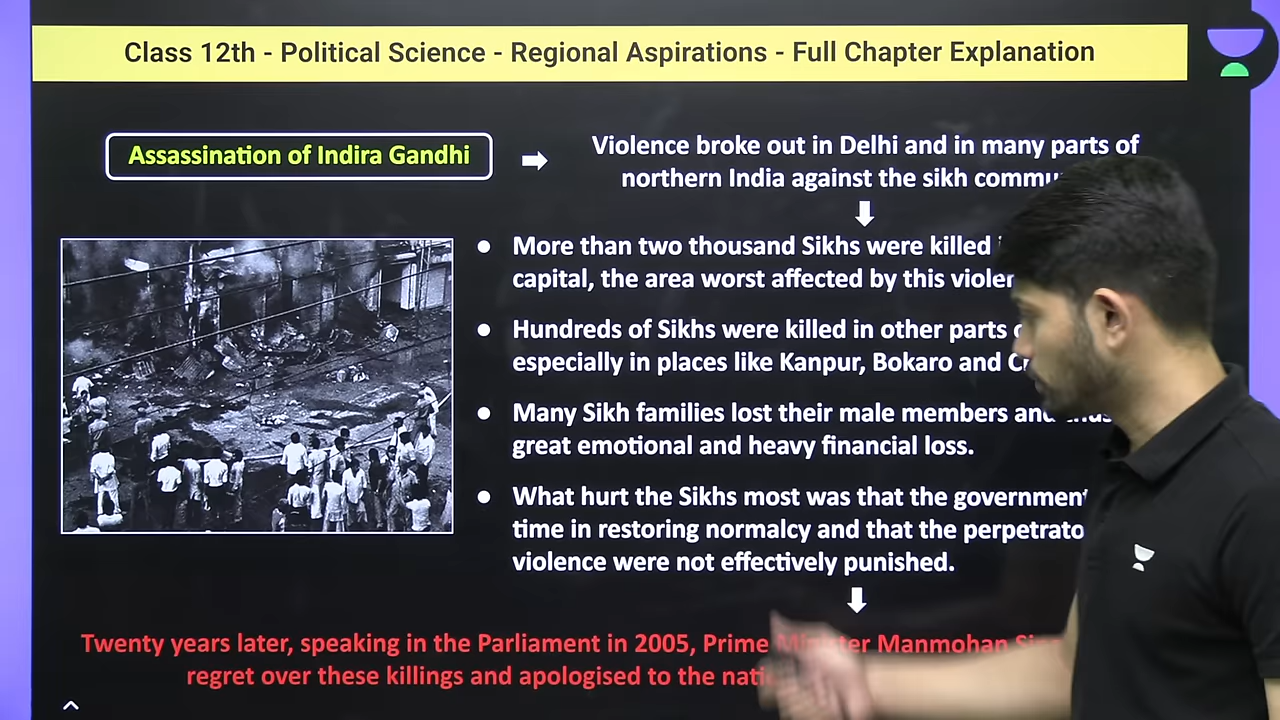 Class 12th - Political Science - Regional Aspirations - Full Chapter Explanation
Assassination of Indira Gandhi
Violence broke out in Delhi and in many parts of
northern India against the sikh commu
More than two thousand Sikhs were killed
capital, the area worst affected by this violen
Hundreds of Sikhs were killed in other parts
especially in places like Kanpur, Bokaro and
Many Sikh families lost their male members and thus
great emotional and heavy financial loss.
What hurt the Sikhs most was that the government
time in restoring normalcy and that the perpetrato
violence were not effectively punished.
Twenty years later, speaking in the Parliament in 2005, Prime Minister Manmohan
regret over these killings and apologised to the